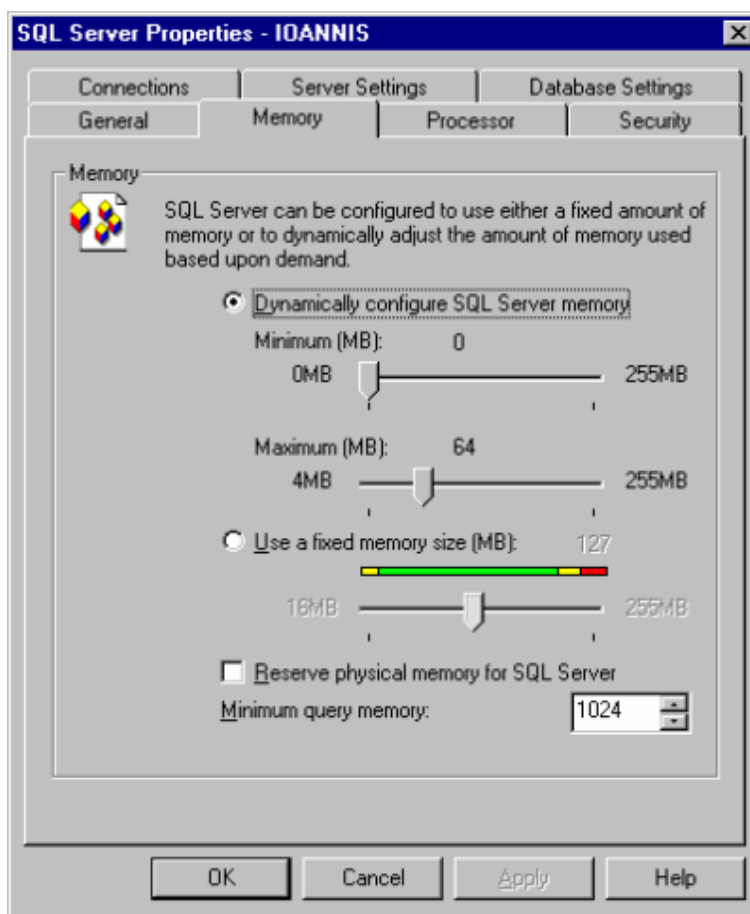 SQL Server Properties - IOANNIS
Connections Server Settings Database Settings
General Memory Processor Security
Memory
SQL Server can be configured to use either a fixed amount of
memory or to dynamically adjust the amount of memory used
based upon demand.
Dynamically configure SQL Server memory
Minimum (MB): 0
0MB 255MB
Maximum (MB): 64
4MB 255MB
Use a fixed memory size (MB): 127
16MB 255MB
Reserve physical memory for SQL Server
Minimum query memory: 1024
OK Cancel Apply Help